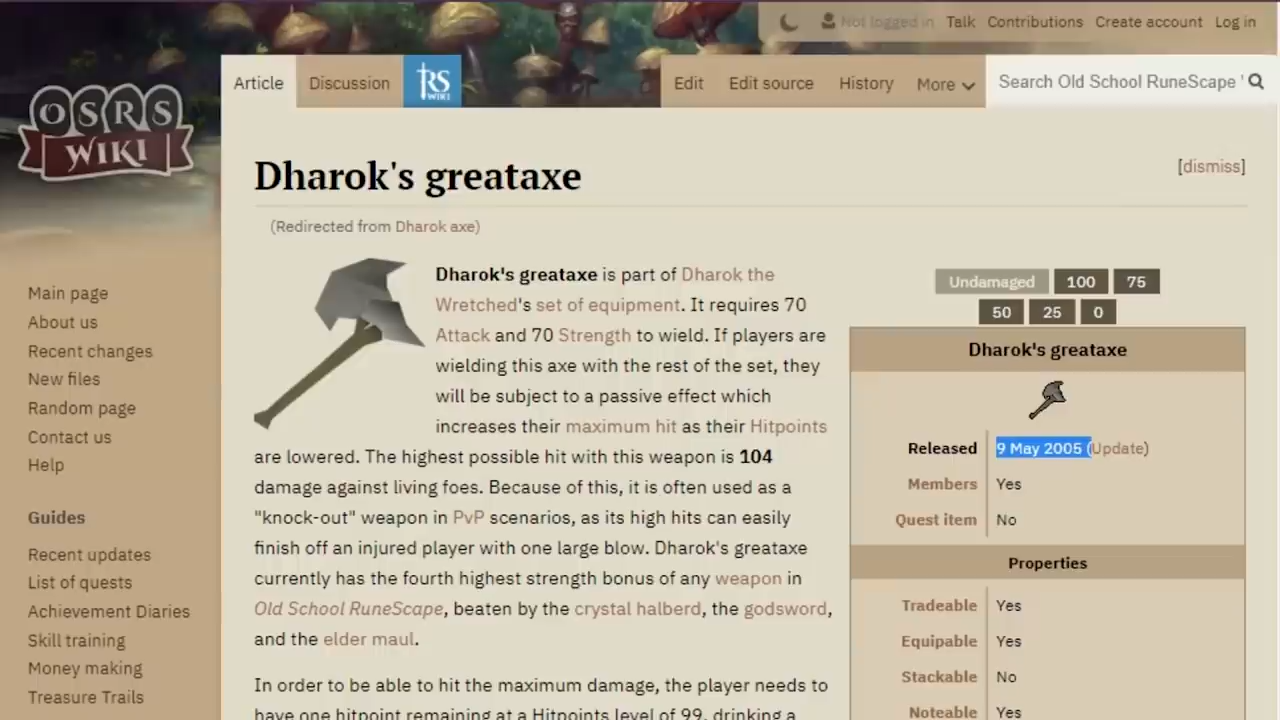 Not logged in Talk Contributions Create account Log in
Article Discussion RS WIKI Edit Edit source History More Search Old School RuneScape
OSRS
WIKI
Dharok's greataxe
[dismiss]
(Redirected from Dharok axe)
Main page
About us
Recent changes
New files
Random page
Contact us
Help
Guides
Recent updates
List of quests
Achievement Diaries
Skill training
Money making
Treasure Trails
Dharok's greataxe is part of Dharok the
Wretched's set of equipment. It requires 70
Attack and 70 Strength to wield. If players are
wielding this axe with the rest of the set, they
will be subject to a passive effect which
increases their maximum hit as their Hitpoints
are lowered. The highest possible hit with this weapon is 104
damage against living foes. Because of this, it is often used as a
"knock-out" weapon in PvP scenarios, as its high hits can easily
finish off an injured player with one large blow. Dharok's greataxe
currently has the fourth highest strength bonus of any weapon in
Old School RuneScape, beaten by the crystal halberd, the godsword,
and the elder maul.
In order to be able to hit the maximum damage, the player needs to
have one hitpoint remaining at a Hitpoints level of 99, drinking a
Undamaged 100 75
50 25 0
Dharok's greataxe
Released 9 May 2005 (Update)
Members Yes
Quest item No
Properties
Tradeable Yes
Equipable Yes
Stackable No
Noteable Yes